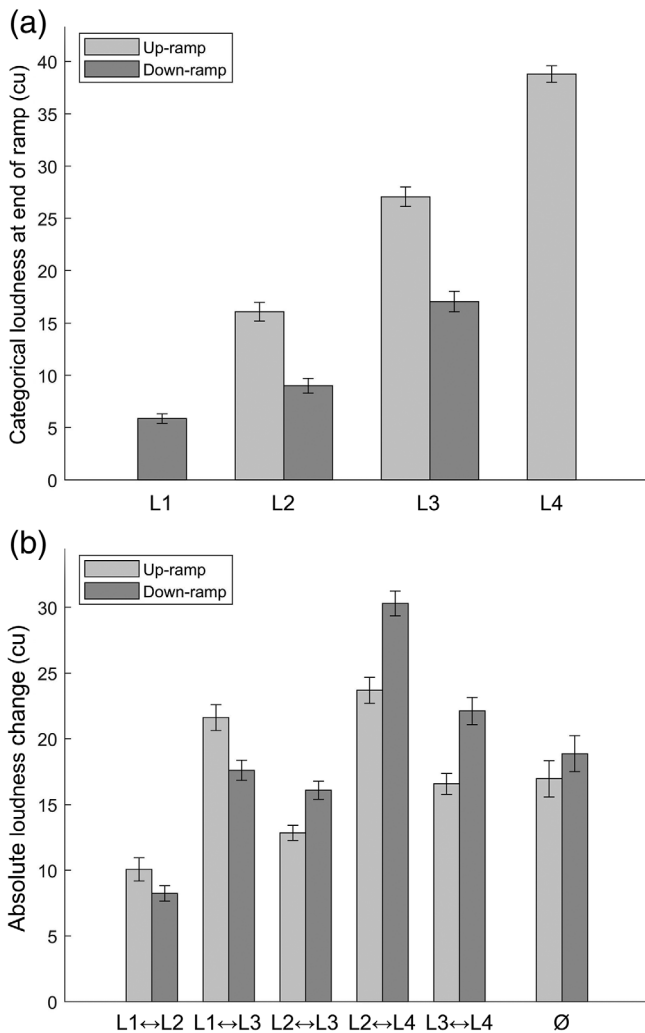 (a)
Up-ramp
Down-ramp
Categorical loudness at end of ramp (cu)
40
35
30
25
20
15
10
5
0
L1 L2 L3 L4
(b)
Up-ramp
Down-ramp
Absolute loudness change (cu)
30
25
20
15
10
5
0
L1↔L2 L1↔L3 L2↔L3 L2↔L4 L3↔L4 Ø